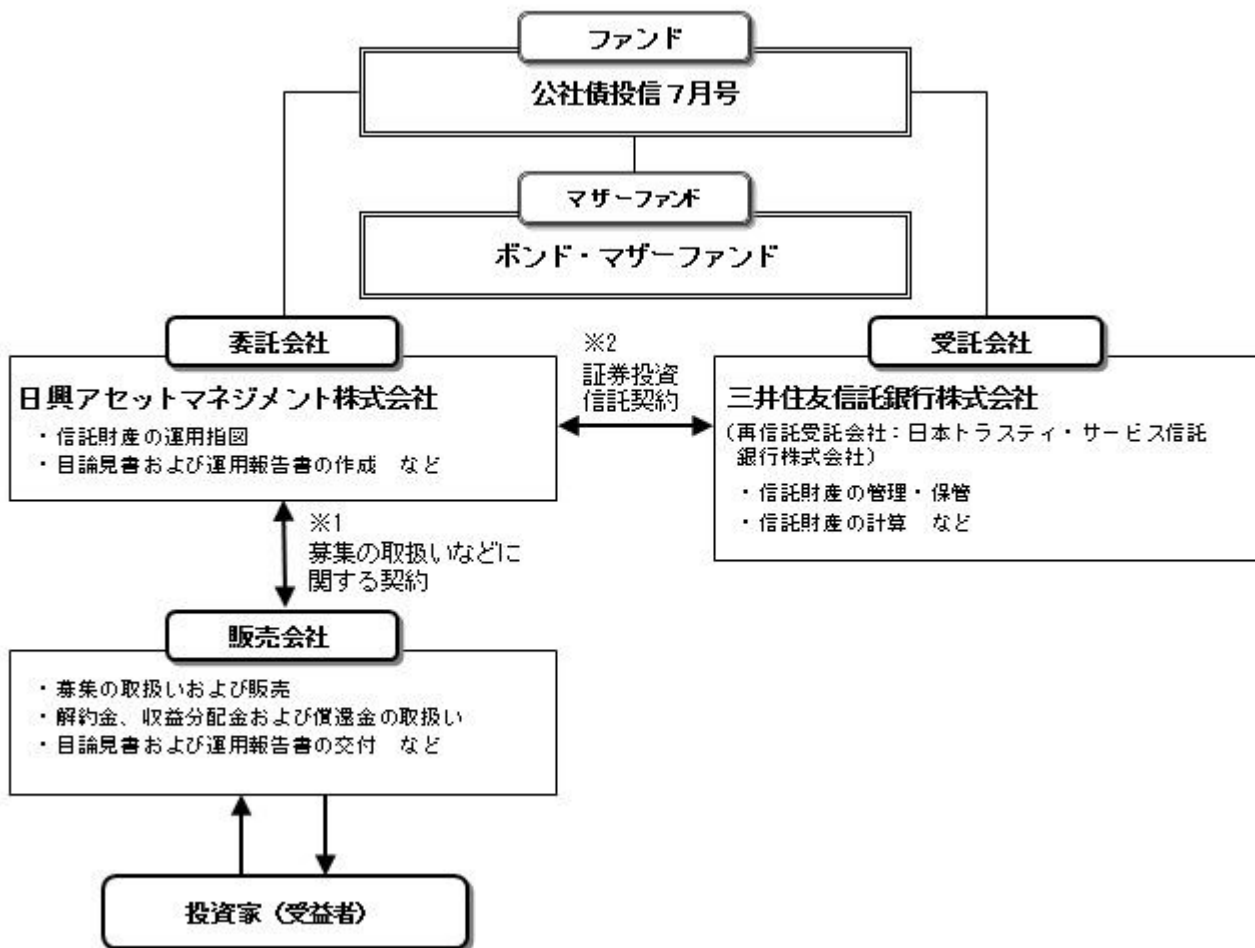 ファンド
公社債投信7月号
マザーファンド
ボンド・マザーファンド
委託会社
日興アセットマネジメント株式会社
・信託財産の運用指図
・目論見書および運用報告書の作成 など
※2
証券投資
信託契約
受託会社
三井住友信託銀行株式会社
(再信託受託会社:日本トラスティ・サービス信託
銀行株式会社)
・信託財産の管理・保管
・信託財産の計算 など
※1
募集の取扱いなどに
関する契約
販売会社
・募集の取扱いおよび販売
・解約金、収益分配金および償還金の取扱い
・目論見書および運用報告書の交付 など
投資家(受益者)